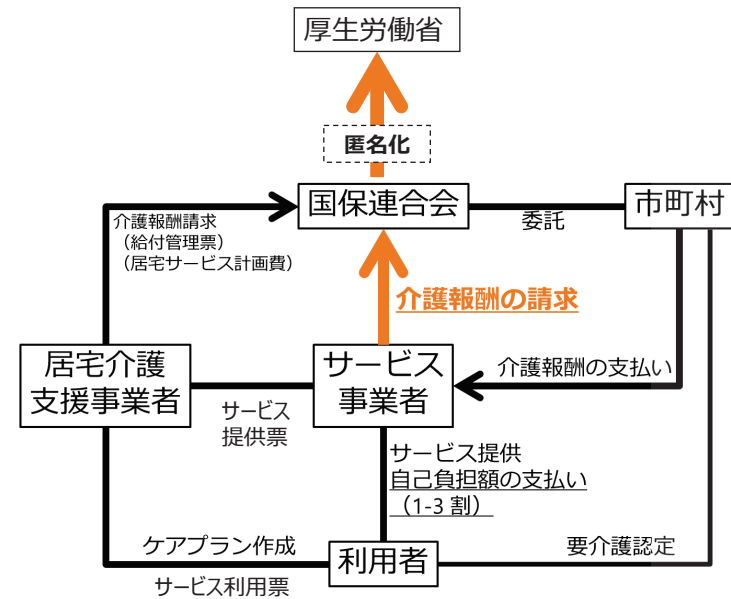 厚生労働省
匿名化
国保連合会
委託
市町村
介護報酬請求
（給付管理票）
（居宅サービス計画費）
介護報酬の請求
居宅介護
支援事業者
サービス
提供票
サービス
事業者
介護報酬の支払い
サービス提供
自己負担額の支払い
（1-3 割）
ケアプラン作成
サービス利用票
利用者
要介護認定